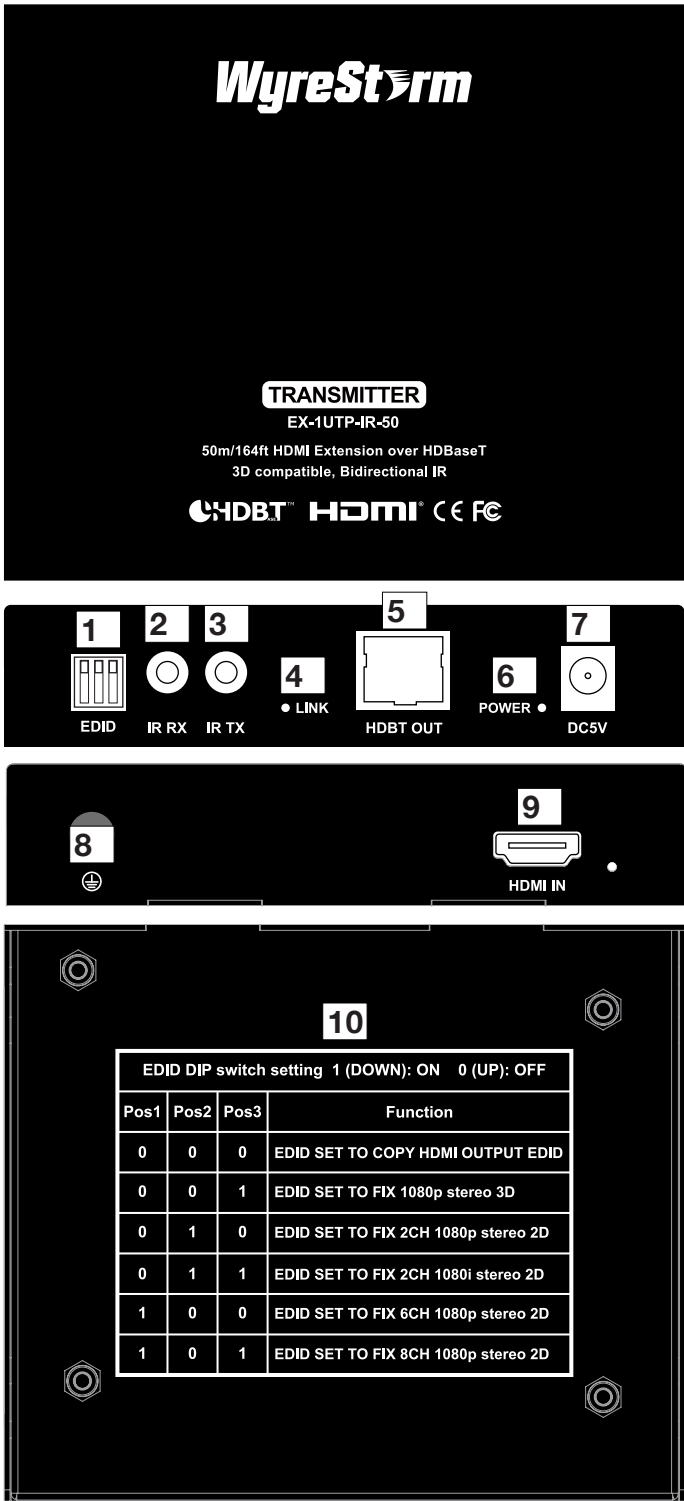 WyreStorm
TRANSMITTER
EX-1UTP-IR-50
50m/164ft HDMI Extension over HDBaseT
3D compatible, Bidirectional IR
HDBT™ HDMI® CE FC
1 2 3 4 5 6 7
EDID IR RX IR TX LINK HDBT OUT POWER DC5V
8 9
HDMI IN
10
EDID DIP switch setting 1 (DOWN): ON 0 (UP): OFF
Pos1 Pos2 Pos3 Function
0 0 0 EDID SET TO COPY HDMI OUTPUT EDID
0 0 1 EDID SET TO FIX 1080p stereo 3D
0 1 0 EDID SET TO FIX 2CH 1080p stereo 2D
0 1 1 EDID SET TO FIX 2CH 1080i stereo 2D
1 0 0 EDID SET TO FIX 6CH 1080p stereo 2D
1 0 1 EDID SET TO FIX 8CH 1080p stereo 2D